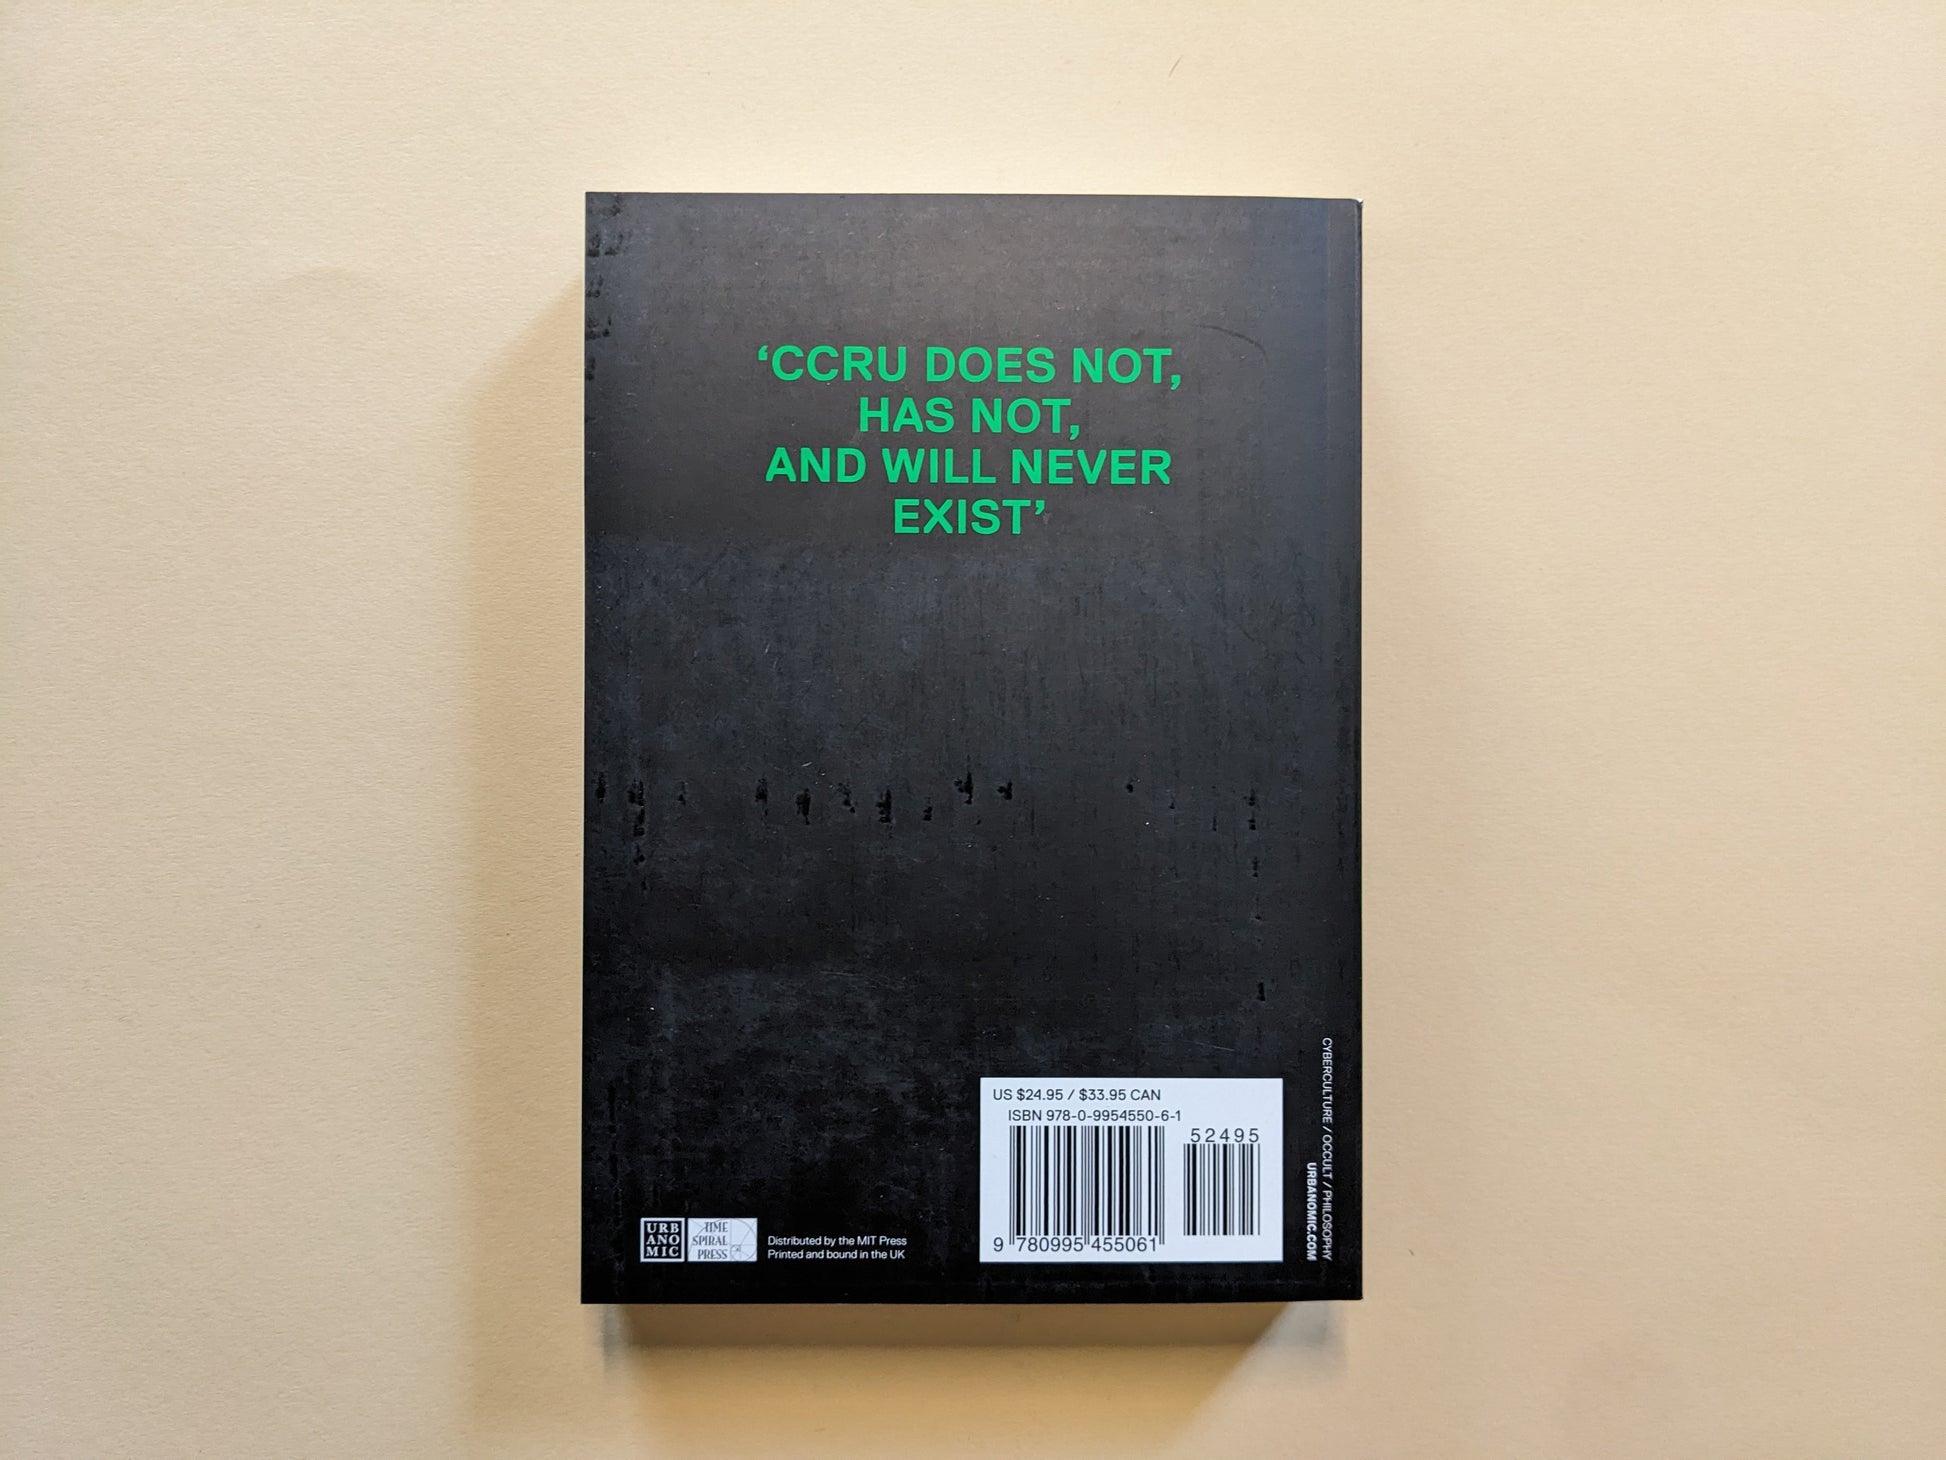 ‘CCRU DOES NOT,
HAS NOT,
AND WILL NEVER
EXIST’
CYBERCULTURE / OCCULT / PHILOSOPHY
URBANOMIC.COM
US $24.95 / $33.95 CAN
ISBN 978-0-9954550-6-1
52495
9 780995 455061
URB
ANO
MIC
TIME
SPIRAL
PRESS
Distributed by the MIT Press
Printed and bound in the UK